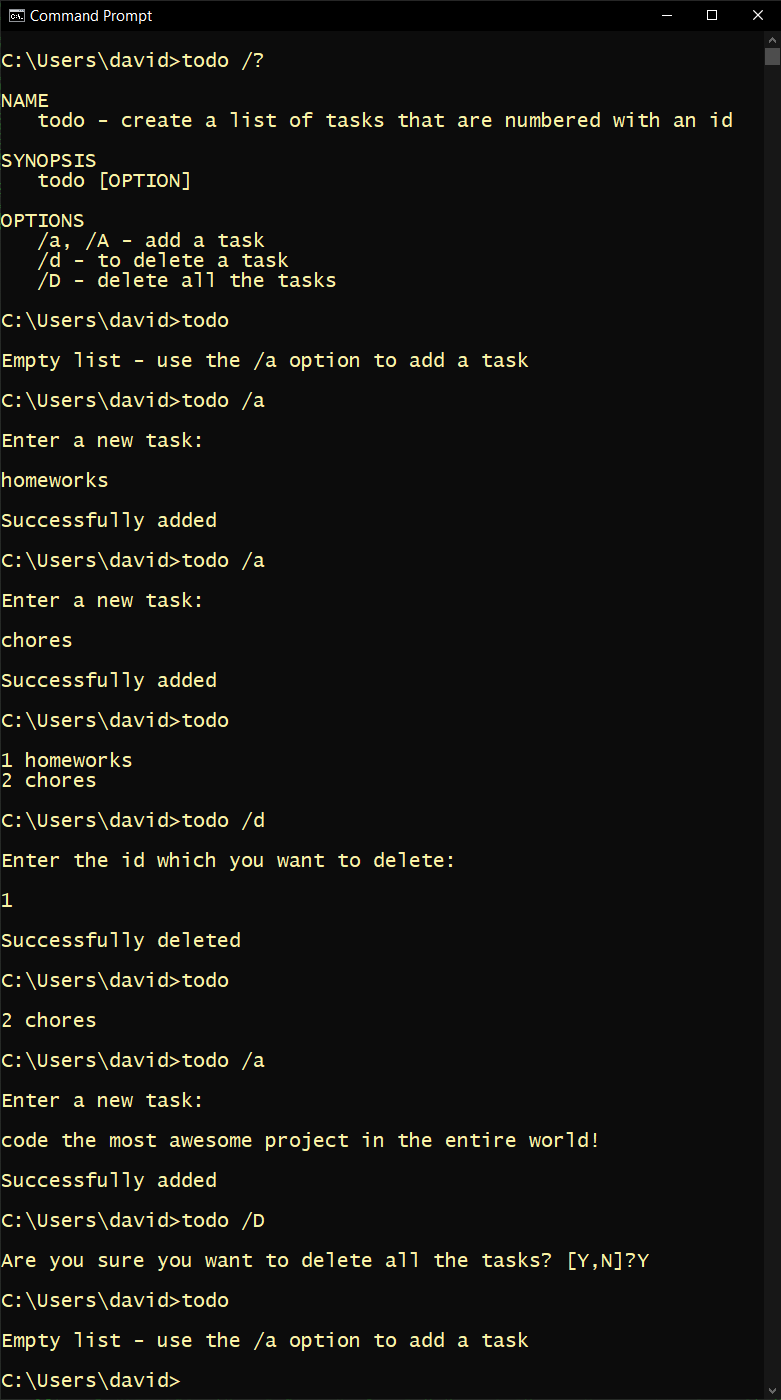 Command Prompt
C:\Users\david>todo /?
NAME
   todo - create a list of tasks that are numbered with an id
SYNOPSIS
   todo [OPTION]
OPTIONS
   /a, /A - add a task
   /d - to delete a task
   /D - delete all the tasks
C:\Users\david>todo
Empty list - use the /a option to add a task
C:\Users\david>todo /a
Enter a new task:
homeworks
Successfully added
C:\Users\david>todo /a
Enter a new task:
chores
Successfully added
C:\Users\david>todo
1 homeworks
2 chores
C:\Users\david>todo /d
Enter the id which you want to delete:
1
Successfully deleted
C:\Users\david>todo
2 chores
C:\Users\david>todo /a
Enter a new task:
code the most awesome project in the entire world!
Successfully added
C:\Users\david>todo /D
Are you sure you want to delete all the tasks? [Y,N]?Y
C:\Users\david>todo
Empty list - use the /a option to add a task
C:\Users\david>